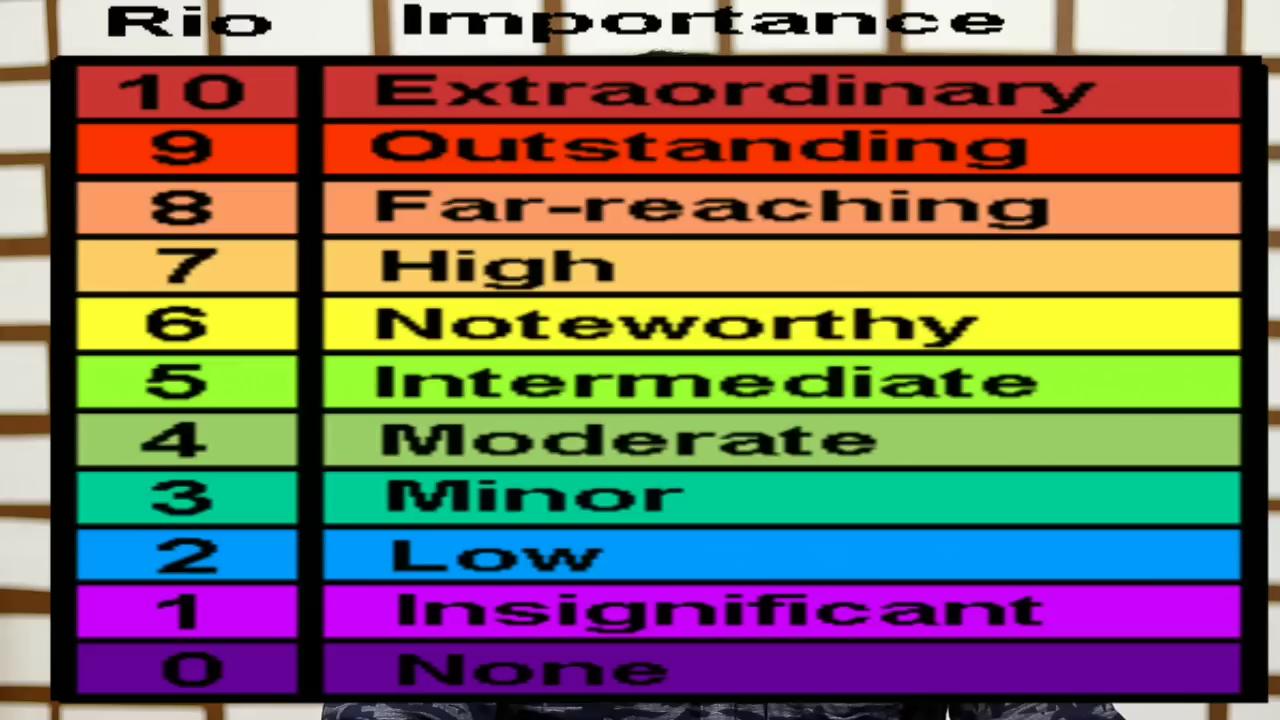 Rio Importance
10 Extraordinary
9 Outstanding
8 Far-reaching
7 High
6 Noteworthy
5 Intermediate
4 Moderate
3 Minor
2 Low
1 Insignificant
0 None